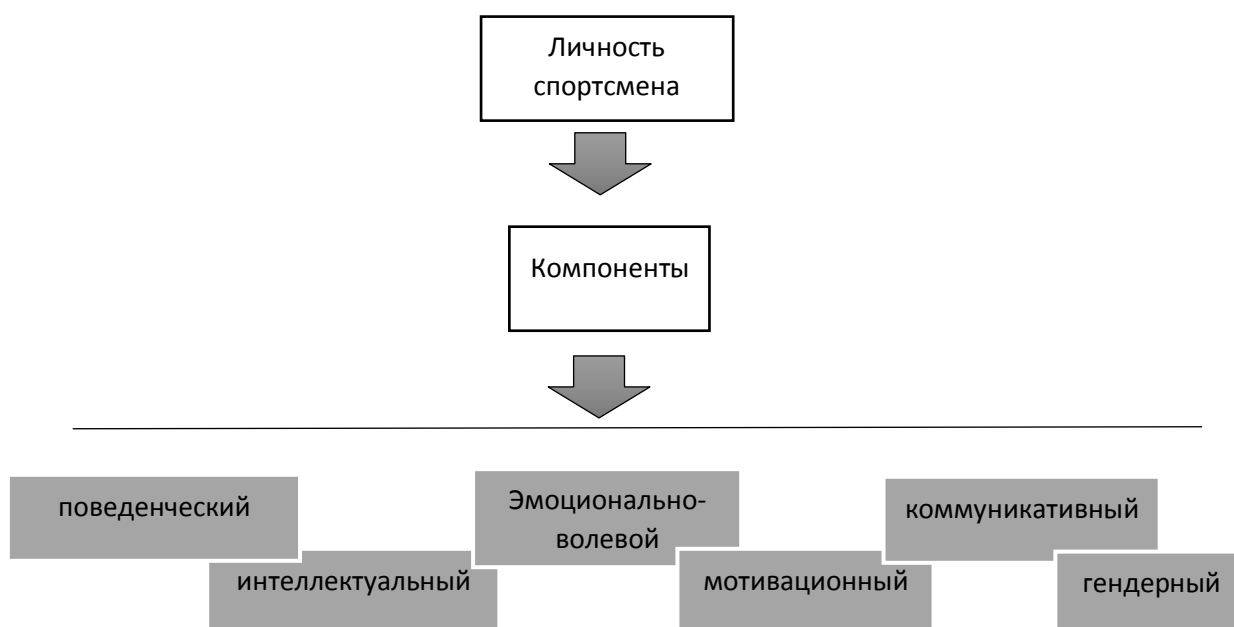 Личность
спортсмена
Компоненты
поведенческий
интеллектуальный
Эмоционально-
волевой
мотивационный
коммуникативный
гендерный